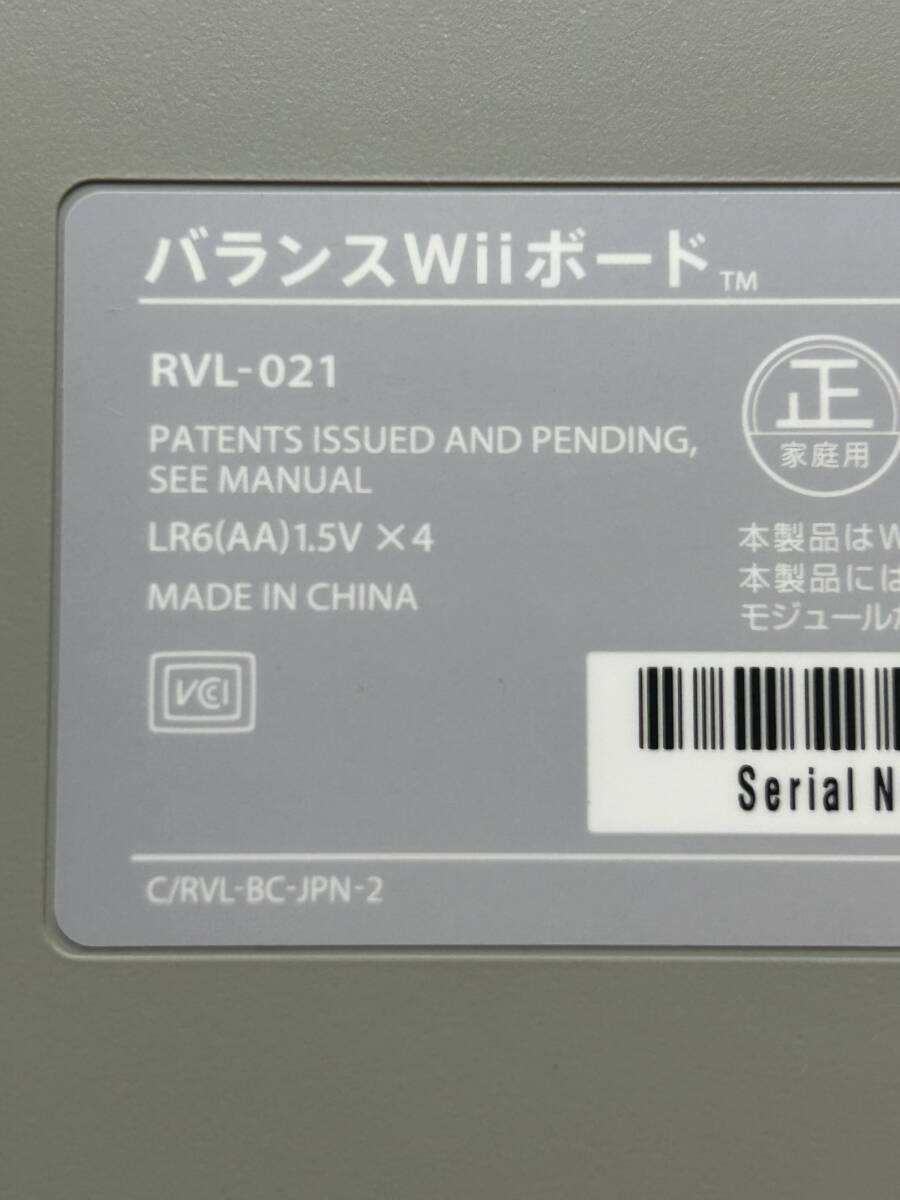 バランスWiiボード™
RVL-021
PATENTS ISSUED AND PENDING,
SEE MANUAL
LR6(AA)1.5V ×4
MADE IN CHINA
VCCI
正
家庭用
本製品はW
本製品には
モジュールが
Serial N
C/RVL-BC-JPN-2